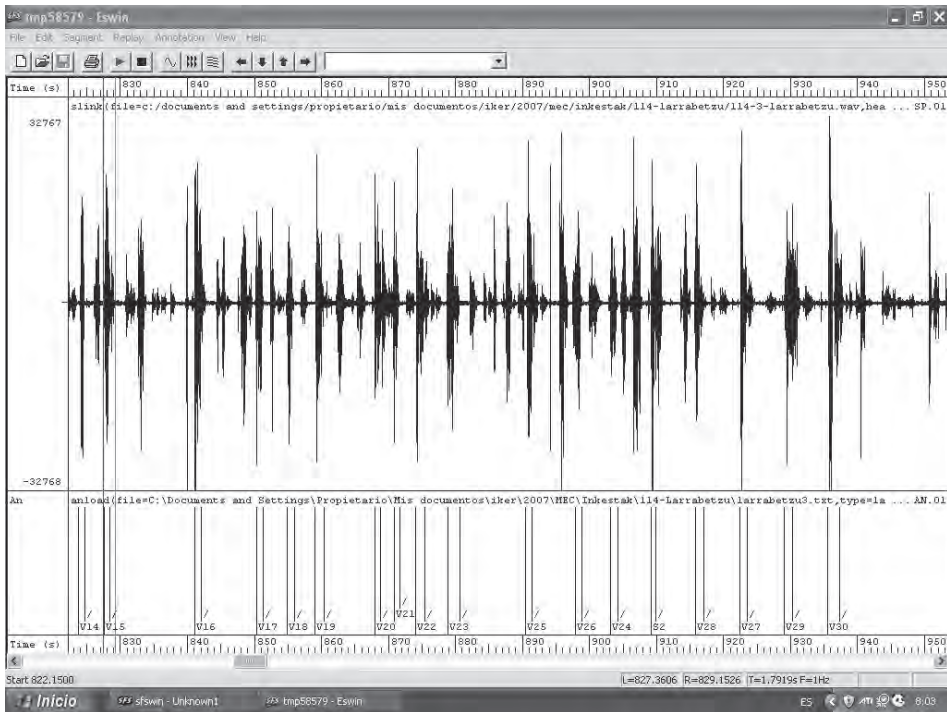 tmp58579 - Eswin
File Edit Segment Replay Annotation View Help
Time (s) 830 840 850 860 870 880 890 900 910 920 930 940 950
slink(file=c:/documents and settings/propietario/mis documentos/iker/2007/mec/inkestak/114-larrabetzu/114-3-larrabetzu.wav,hea ... SP.01
32767
-32768
An anload(file=C:\Documents and Settings\Propietario\Mis documentos\iker\2007\MEC\Inkestak\114-Larrabetzu\larrabetzu3.txt,type=la ... AN.01
/ / / / / / / / / / / / / / / / / / /
V14 V15 V16 V17 V18 V19 V20 V21 V22 V23 V25 V26 V24 S2 V28 V27 V29 V30
Time (s) 830 840 850 860 870 880 890 900 910 920 930 940 950
Start 822.1500 L=827.3606 R=829.1526 T=1.7919s F=1Hz
Inicio SFS sfswin - Unknown1 SFS tmp58579 - Eswin ES ATI 8:03